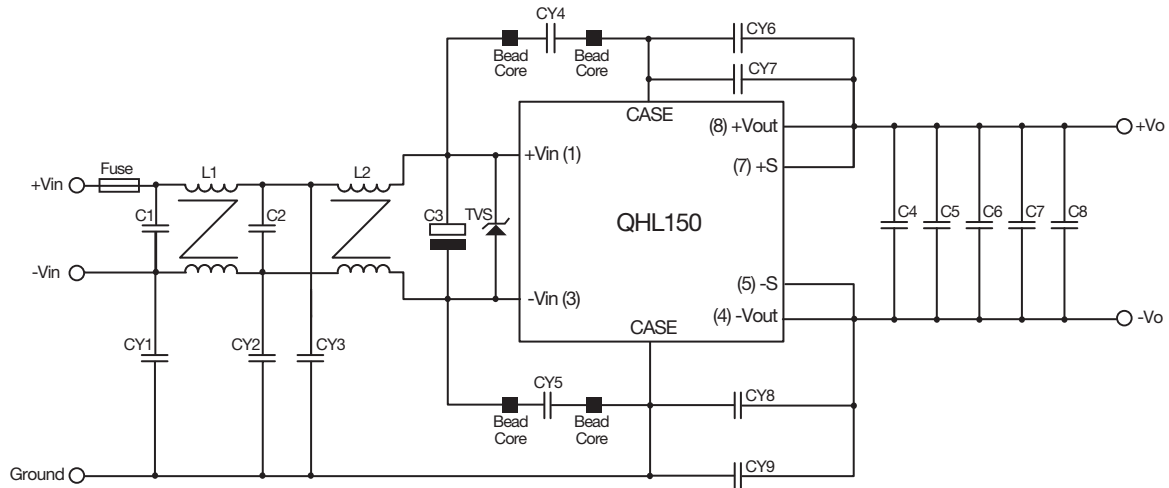 CY4
CY6
Bead
Core
Bead
Core
CY7
CASE
(8) +Vout
+Vo
+Vin (1)
(7) +S
Fuse
L1
L2
+Vin
C1
C2
C3
TVS
QHL150
C4
C5
C6
C7
C8
-Vin
(5) -S
-Vin (3)
(4) -Vout
-Vo
CASE
CY1
CY2
CY3
CY5
CY8
Bead
Core
Bead
Core
Ground
CY9